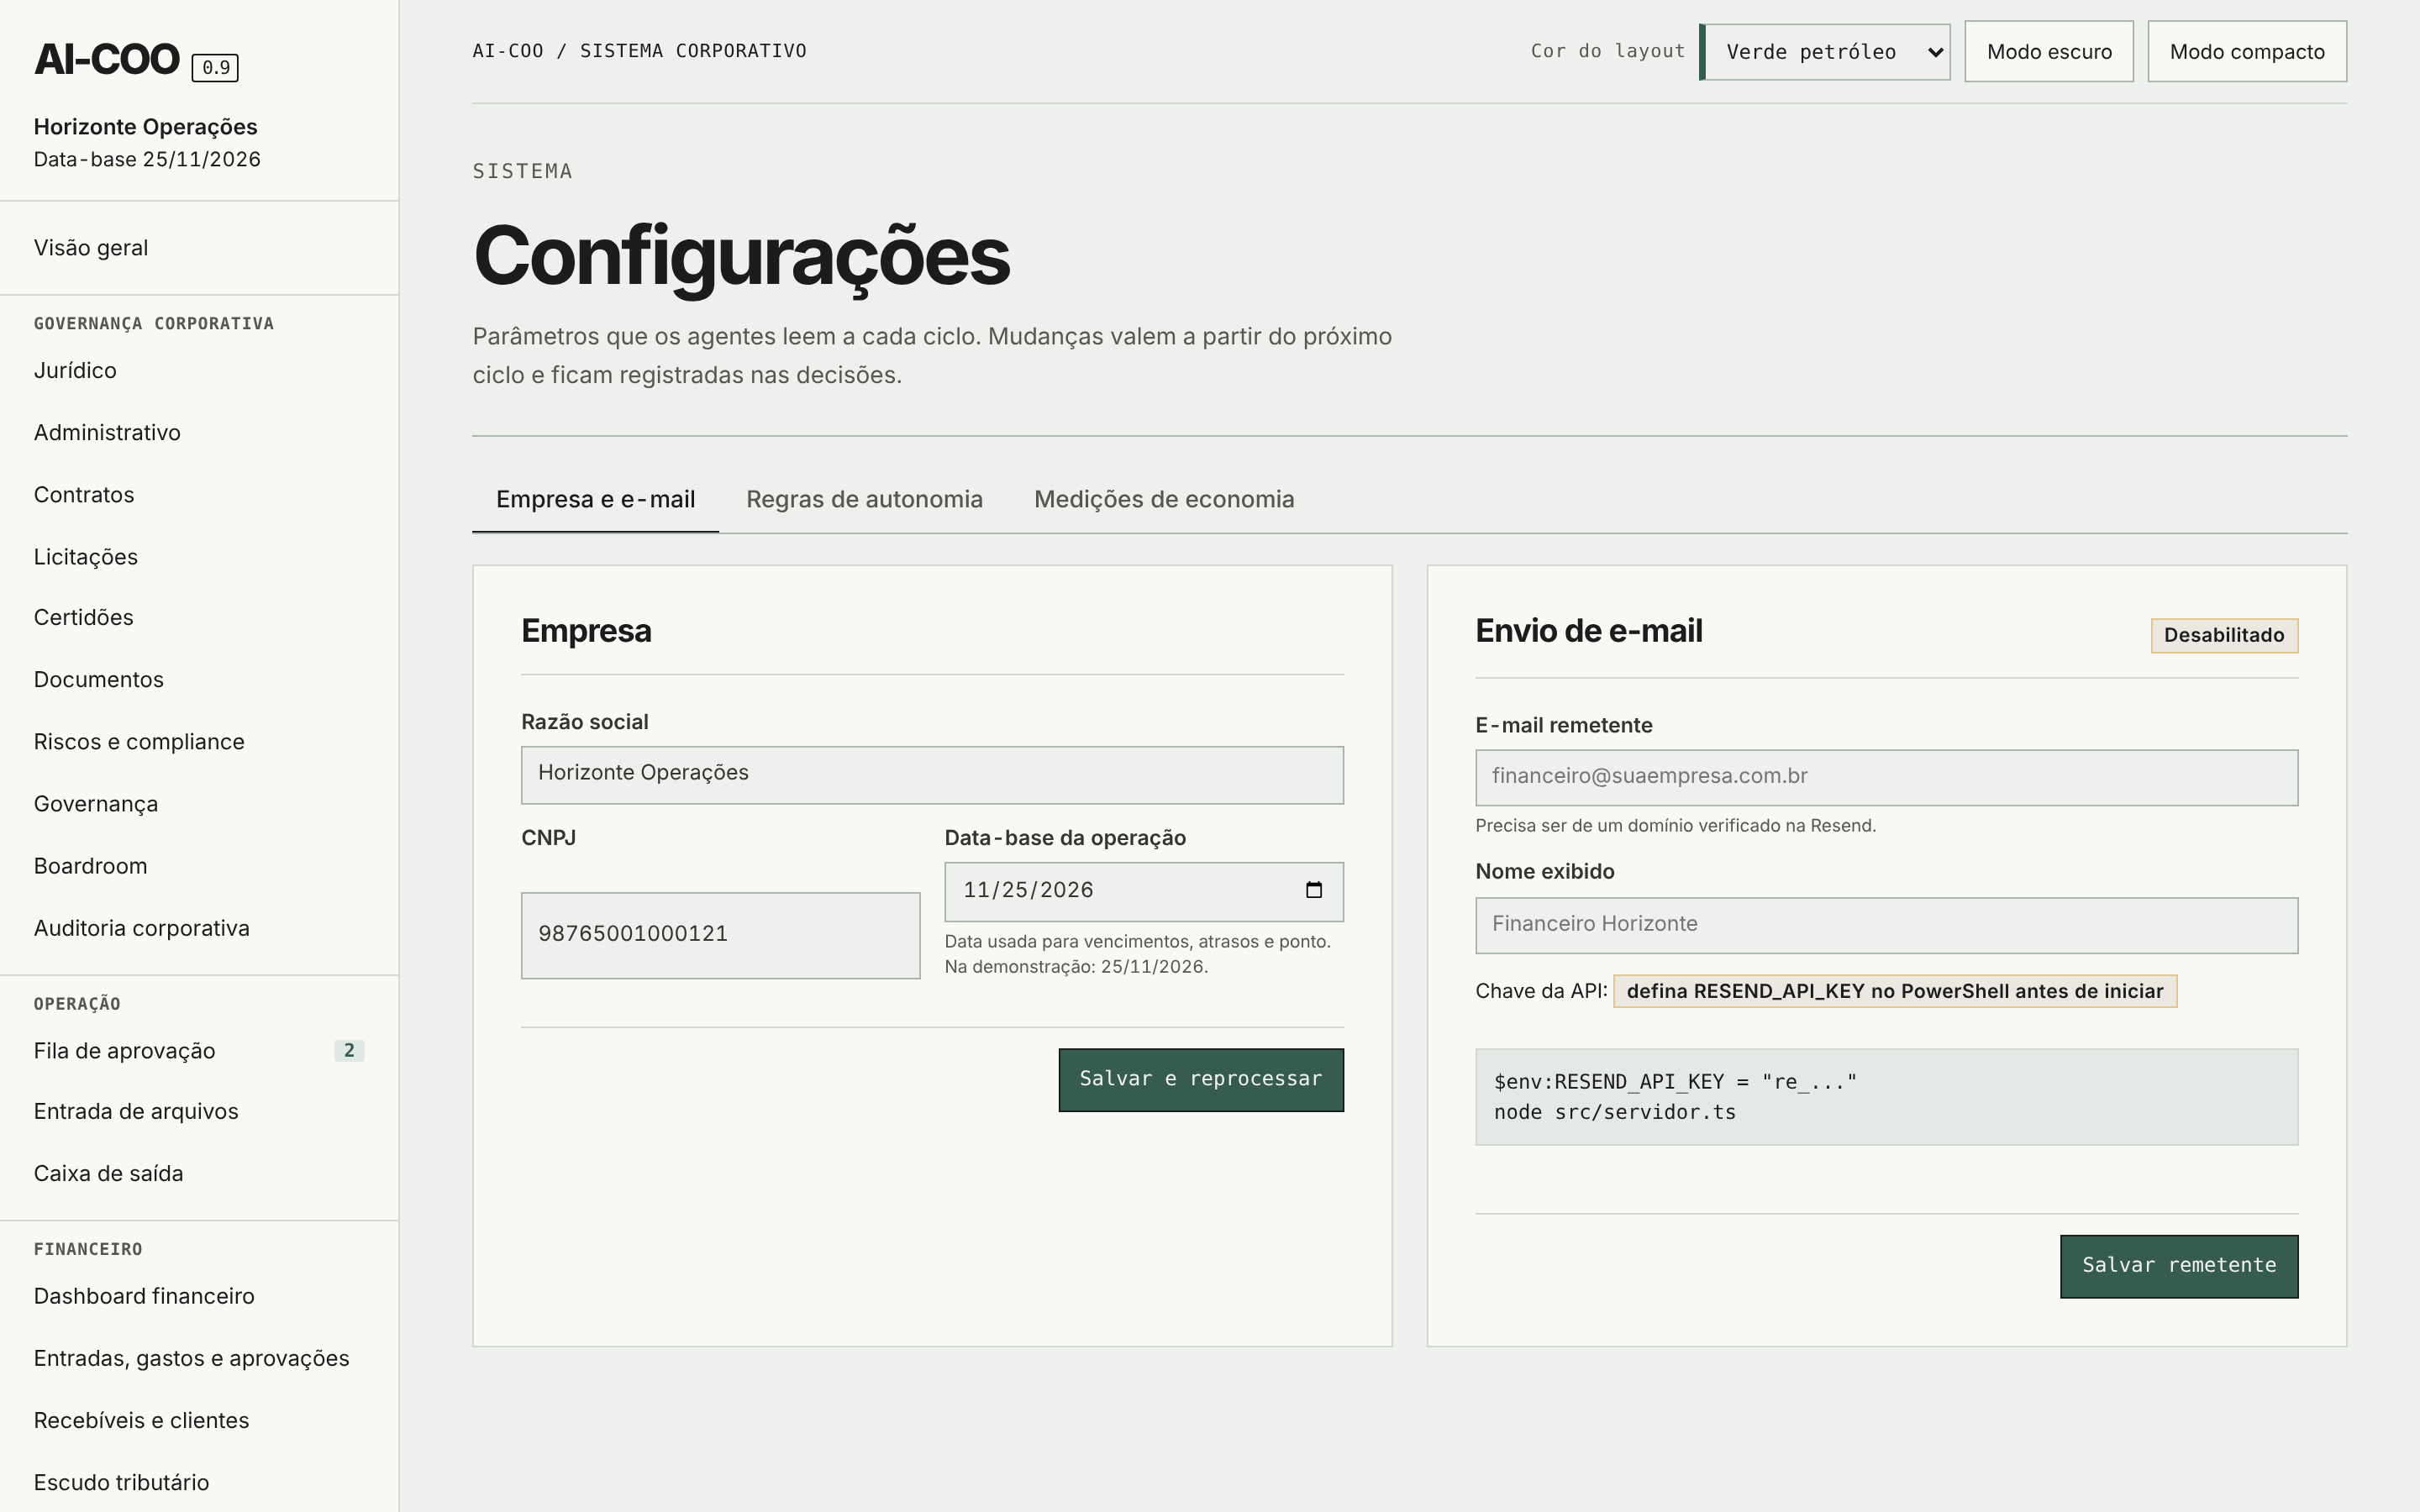 AI-COO 0.9
Horizonte Operações
Data-base 25/11/2026
Visão geral
GOVERNANÇA CORPORATIVA
Jurídico
Administrativo
Contratos
Licitações
Certidões
Documentos
Riscos e compliance
Governança
Boardroom
Auditoria corporativa
OPERAÇÃO
Fila de aprovação 2
Entrada de arquivos
Caixa de saída
FINANCEIRO
Dashboard financeiro
Entradas, gastos e aprovações
Recebíveis e clientes
Escudo tributário
AI-COO / SISTEMA CORPORATIVO
Cor do layout Verde petróleo Modo escuro Modo compacto
SISTEMA
Configurações
Parâmetros que os agentes leem a cada ciclo. Mudanças valem a partir do próximo
ciclo e ficam registradas nas decisões.
Empresa e e-mail Regras de autonomia Medições de economia
Empresa
Razão social
Horizonte Operações
CNPJ
98765001000121
Data-base da operação
11/25/2026
Data usada para vencimentos, atrasos e ponto.
Na demonstração: 25/11/2026.
Salvar e reprocessar
Envio de e-mail Desabilitado
E-mail remetente
financeiro@suaempresa.com.br
Precisa ser de um domínio verificado na Resend.
Nome exibido
Financeiro Horizonte
Chave da API: defina RESEND_API_KEY no PowerShell antes de iniciar
$env:RESEND_API_KEY = "re_..."
node src/servidor.ts
Salvar remetente